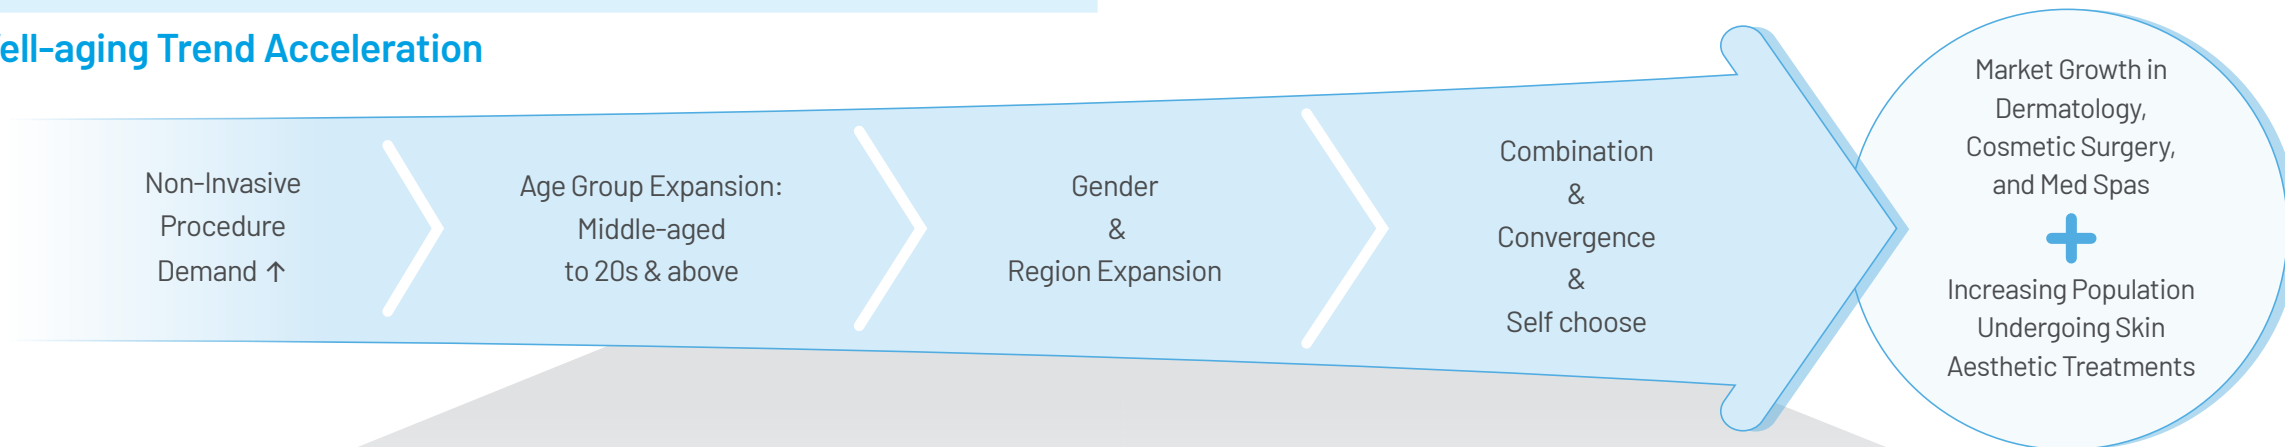 ell-aging Trend Acceleration
Non-Invasive
Procedure
Demand ↑
Age Group Expansion:
Middle-aged
to 20s & above
Gender
&
Region Expansion
Combination
&
Convergence
&
Self choose
Market Growth in
Dermatology,
Cosmetic Surgery,
and Med Spas
+
Increasing Population
Undergoing Skin
Aesthetic Treatments